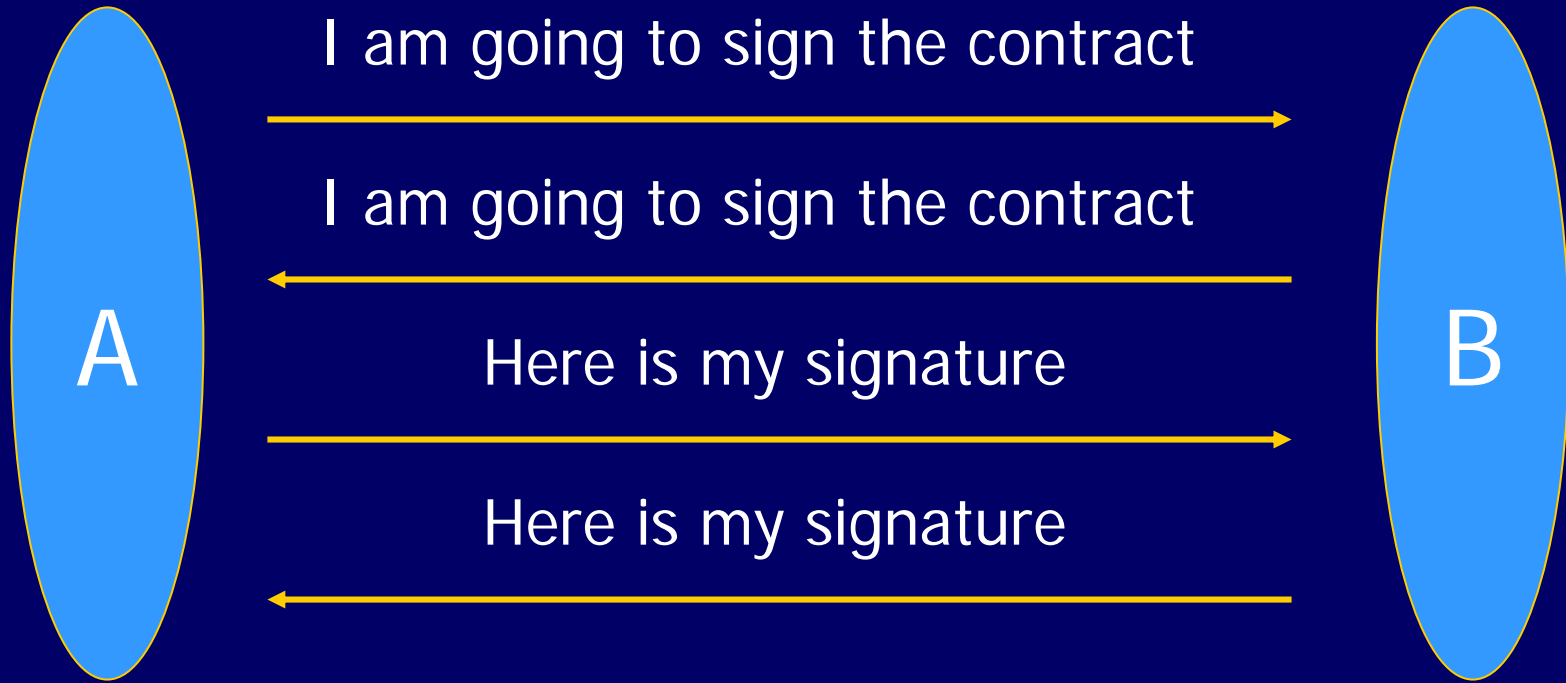 I am going to sign the contract
I am going to sign the contract
A
Here is my signature
B
Here is my signature